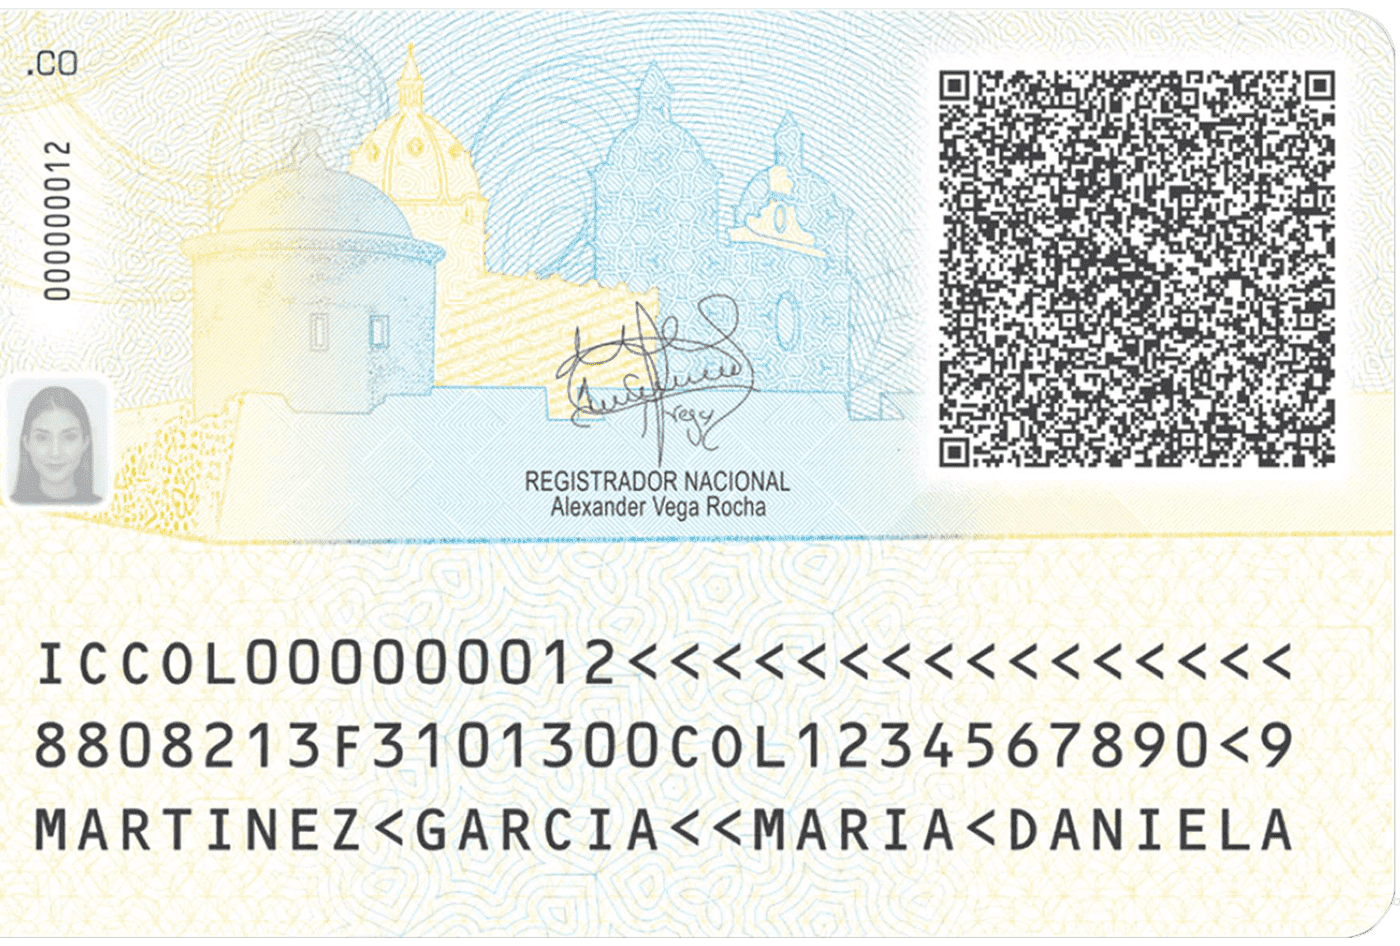 .CO
000000012
REGISTRADOR NACIONAL
Alexander Vega Rocha
ICCOL000000012<<<<<<<<<<<<<<<<
8808213F3101300COL1234567890<9
MARTINEZ<GARCIA<<MARIA<DANIELA